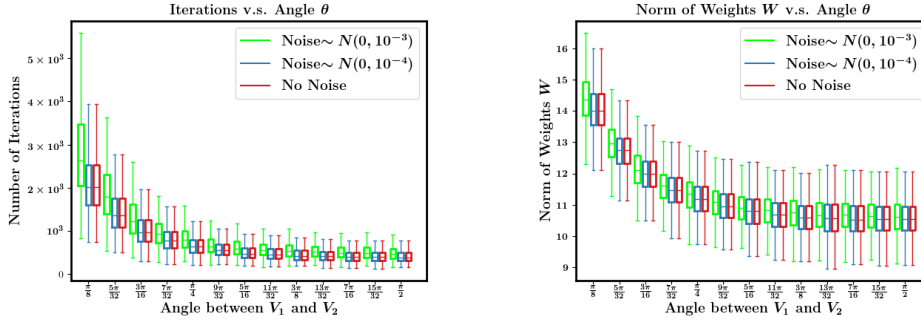 Iterations v.s. Angle θ
Noise∼ N(0, 10⁻³)
Noise∼ N(0, 10⁻⁴)
No Noise
Number of Iterations
5 × 10³
4 × 10³
3 × 10³
2 × 10³
10³
0
π/8 5π/32 3π/16 7π/32 π/4 9π/32 5π/16 11π/32 3π/8 13π/32 7π/16 15π/32 π/2
Angle between V₁ and V₂
Norm of Weights W v.s. Angle θ
Noise∼ N(0, 10⁻³)
Noise∼ N(0, 10⁻⁴)
No Noise
Norm of Weights W
16
15
14
13
12
11
10
9
π/8 5π/32 3π/16 7π/32 π/4 9π/32 5π/16 11π/32 3π/8 13π/32 7π/16 15π/32 π/2
Angle between V₁ and V₂